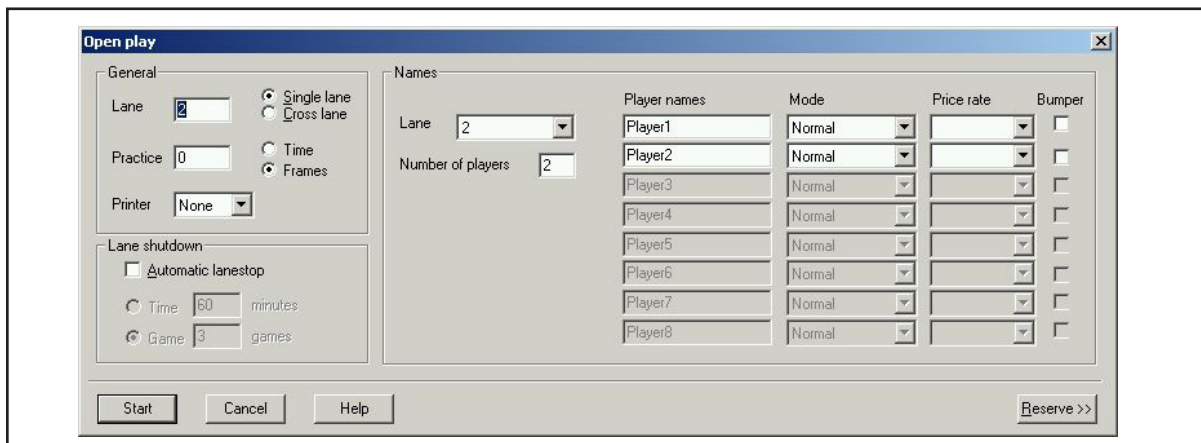 Open play
General
Lane 2
Single lane
Cross lane
Practice 0
Time
Frames
Printer None
Lane shutdown
Automatic lanestop
Time 60 minutes
Game 3 games
Names
Lane 2
Number of players 2
Player names Mode Price rate Bumper
Player1 Normal
Player2 Normal
Player3 Normal
Player4 Normal
Player5 Normal
Player6 Normal
Player7 Normal
Player8 Normal
Start Cancel Help Reserve >>